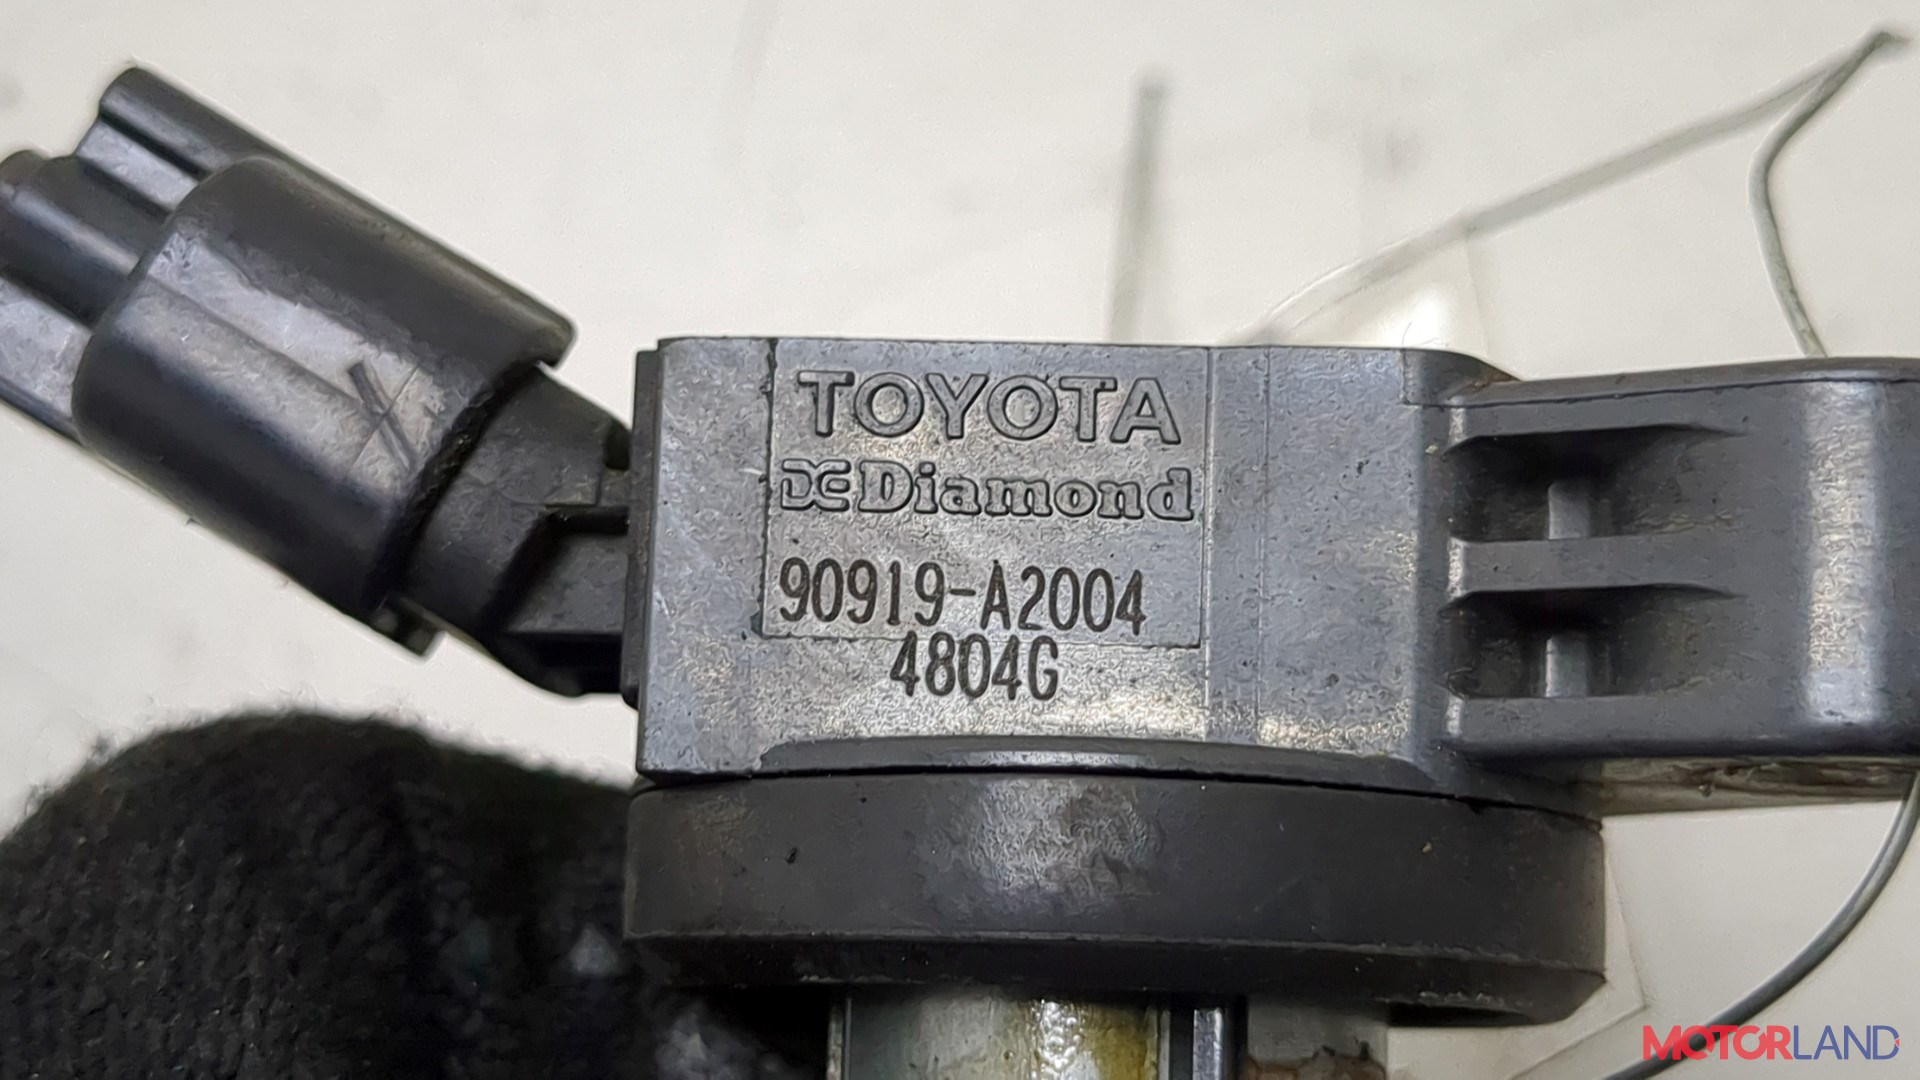 TOYOTA
Diamond
90919-A2004
4804G
MOTORLAND